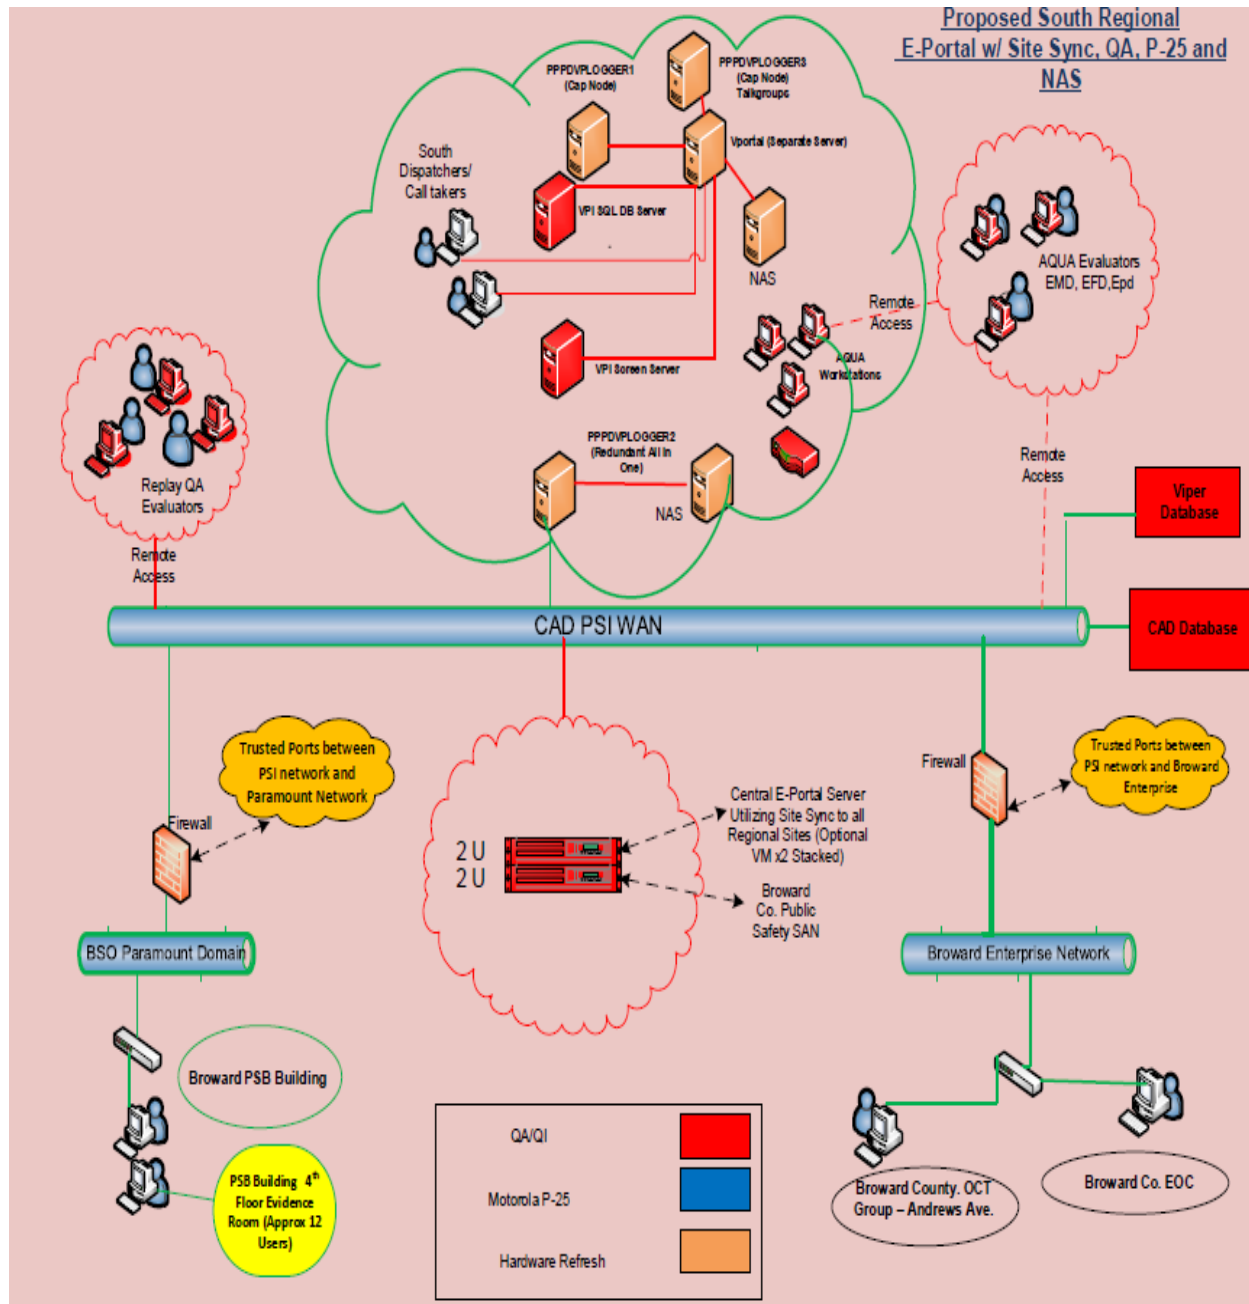 Proposed South Regional
E-Portal w/ Site Sync, QA, P-25 and
NAS
PPPDVPLOGGER1
(Cap Node)
PPPDVPLOGGER3
(Cap Node)
Talkgroups
Vportal (Separate Server)
South
Dispatchers/
Call takers
VPI SQL DB Server
NAS
AQUA Evaluators
EMD, EFD,Epd
Remote
Access
VPI Screen Server
AQUA
Workstations
PPPDVPLOGGER2
(Redundant All In
One)
NAS
Replay QA
Evaluators
Remote
Access
Remote
Access
Viper
Database
CAD PSI WAN
CAD Database
Trusted Ports between
PSI network and
Paramount Network
Firewall
Firewall
Trusted Ports between
PSI network and Broward
Enterprise
Central E-Portal Server
Utilizing Site Sync to all
Regional Sites (Optional
VM x2 Stacked)
2 U
2 U
Broward
Co. Public
Safety SAN
BSO Paramount Domain
Broward Enterprise Network
Broward PSB Building
PSB Building 4th
Floor Evidence
Room (Approx 12
Users)
QA/QI
Motorola P-25
Hardware Refresh
Broward County. OCT
Group – Andrews Ave.
Broward Co. EOC